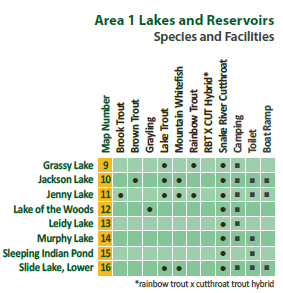 Area 1 Lakes and Reservoirs
Species and Facilities
Map Number
Brook Trout
Brown Trout
Grayling
Lake Trout
Mountain Whitefish
Rainbow Trout
RBT X CUT Hybrid*
Snake River Cutthroat
Camping
Toilet
Boat Ramp
Grassy Lake 9
Jackson Lake 10
Jenny Lake 11
Lake of the Woods 12
Leidy Lake 13
Murphy Lake 14
Sleeping Indian Pond 15
Slide Lake, Lower 16
*rainbow trout x cutthroat trout hybrid